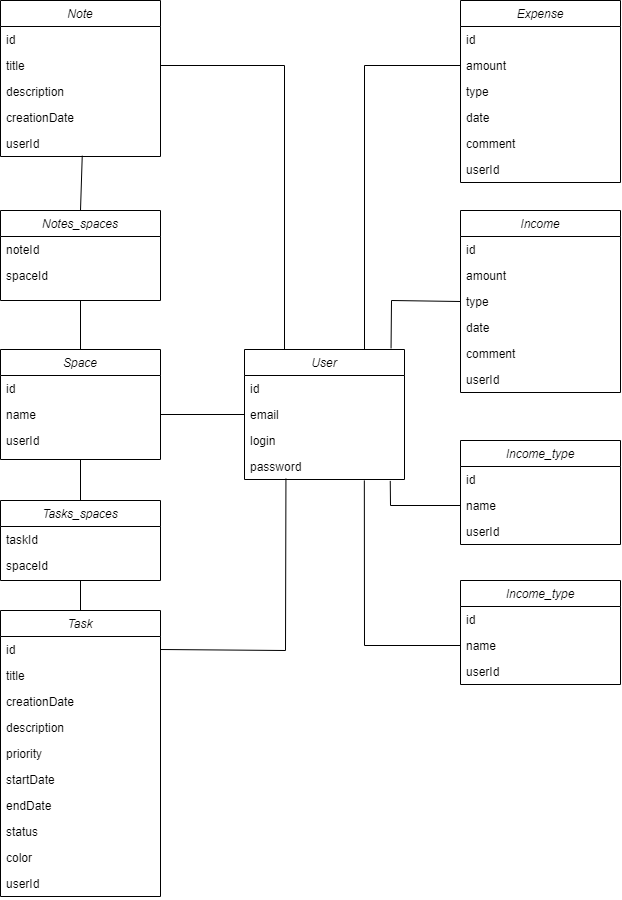 Note
id
title
description
creationDate
userId
Notes_spaces
noteId
spaceId
Space
id
name
userId
Tasks_spaces
taskId
spaceId
Task
id
title
creationDate
description
priority
startDate
endDate
status
color
userId
User
id
email
login
password
Expense
id
amount
type
date
comment
userId
Income
id
amount
type
date
comment
userId
Income_type
id
name
userId
Income_type
id
name
userId